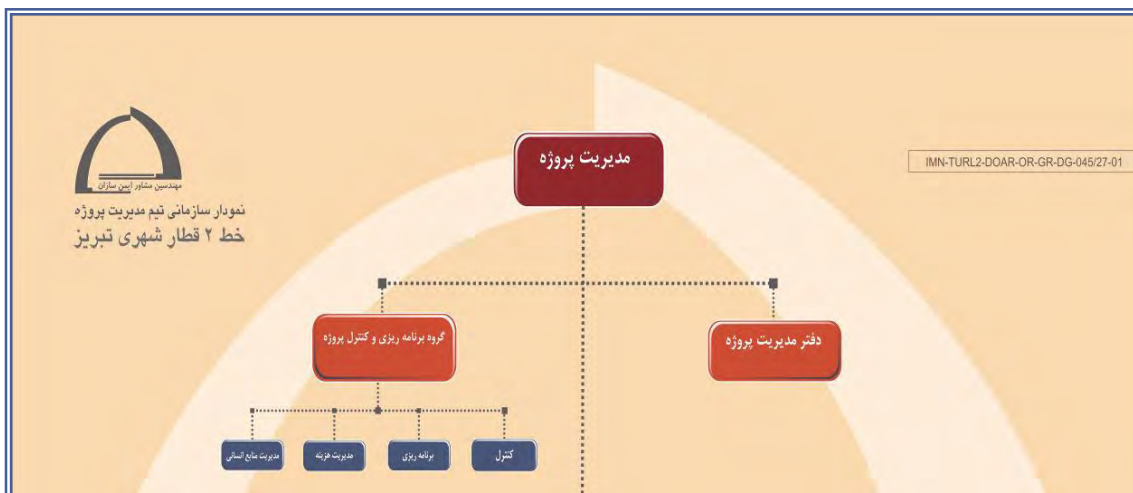 مدیریت پروژه
IMN-TURL2-DOAR-OR-GR-DG-045/27-01
مهندسین مشاور ایمن سازان
نمودار سازمانی تیم مدیریت پروژه
خط ۲ قطار شهری تبریز
دفتر مدیریت پروژه
گروه برنامه ریزی و کنترل پروژه
کنترل
برنامه ریزی
مدیریت هزینه
مدیریت منابع انسانی